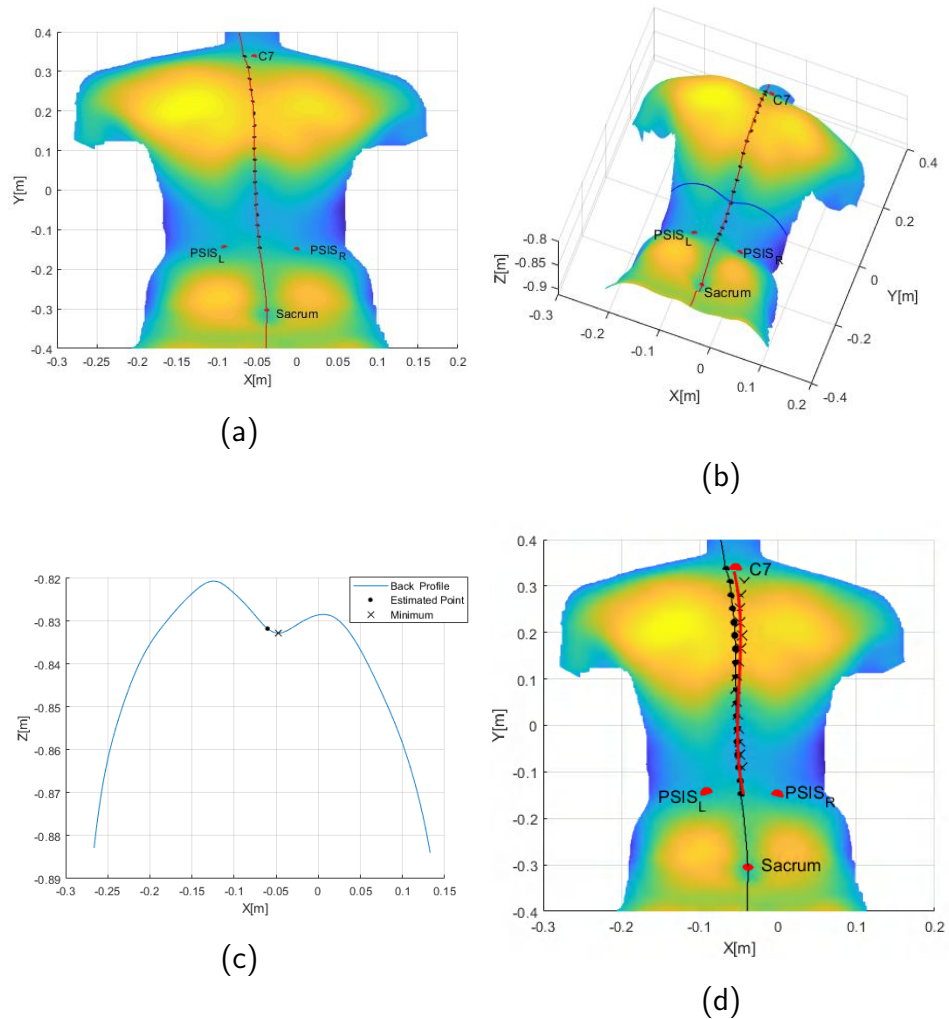 0.4
0.3
0.2
0.1
0
-0.1
-0.2
-0.3
-0.4
Y[m]
C7
PSIS_L
PSIS_R
Sacrum
-0.3 -0.25 -0.2 -0.15 -0.1 -0.05 0 0.05 0.1 0.15 0.2
X[m]
(a)
C7
PSIS_L
PSIS_R
Sacrum
-0.8
-0.85
-0.9
Z[m]
-0.3
-0.2
-0.1
0
0.1
0.2
X[m]
-0.4
-0.2
0
0.2
0.4
Y[m]
(b)
-0.82
-0.83
-0.84
-0.85
-0.86
-0.87
-0.88
-0.89
Z[m]
Back Profile
Estimated Point
Minimum
-0.3 -0.25 -0.2 -0.15 -0.1 -0.05 0 0.05 0.1 0.15
X[m]
(c)
0.4
0.3
0.2
0.1
0
-0.1
-0.2
-0.3
-0.4
Y[m]
C7
PSIS_L
PSIS_R
Sacrum
-0.3 -0.2 -0.1 0 0.1 0.2
X[m]
(d)